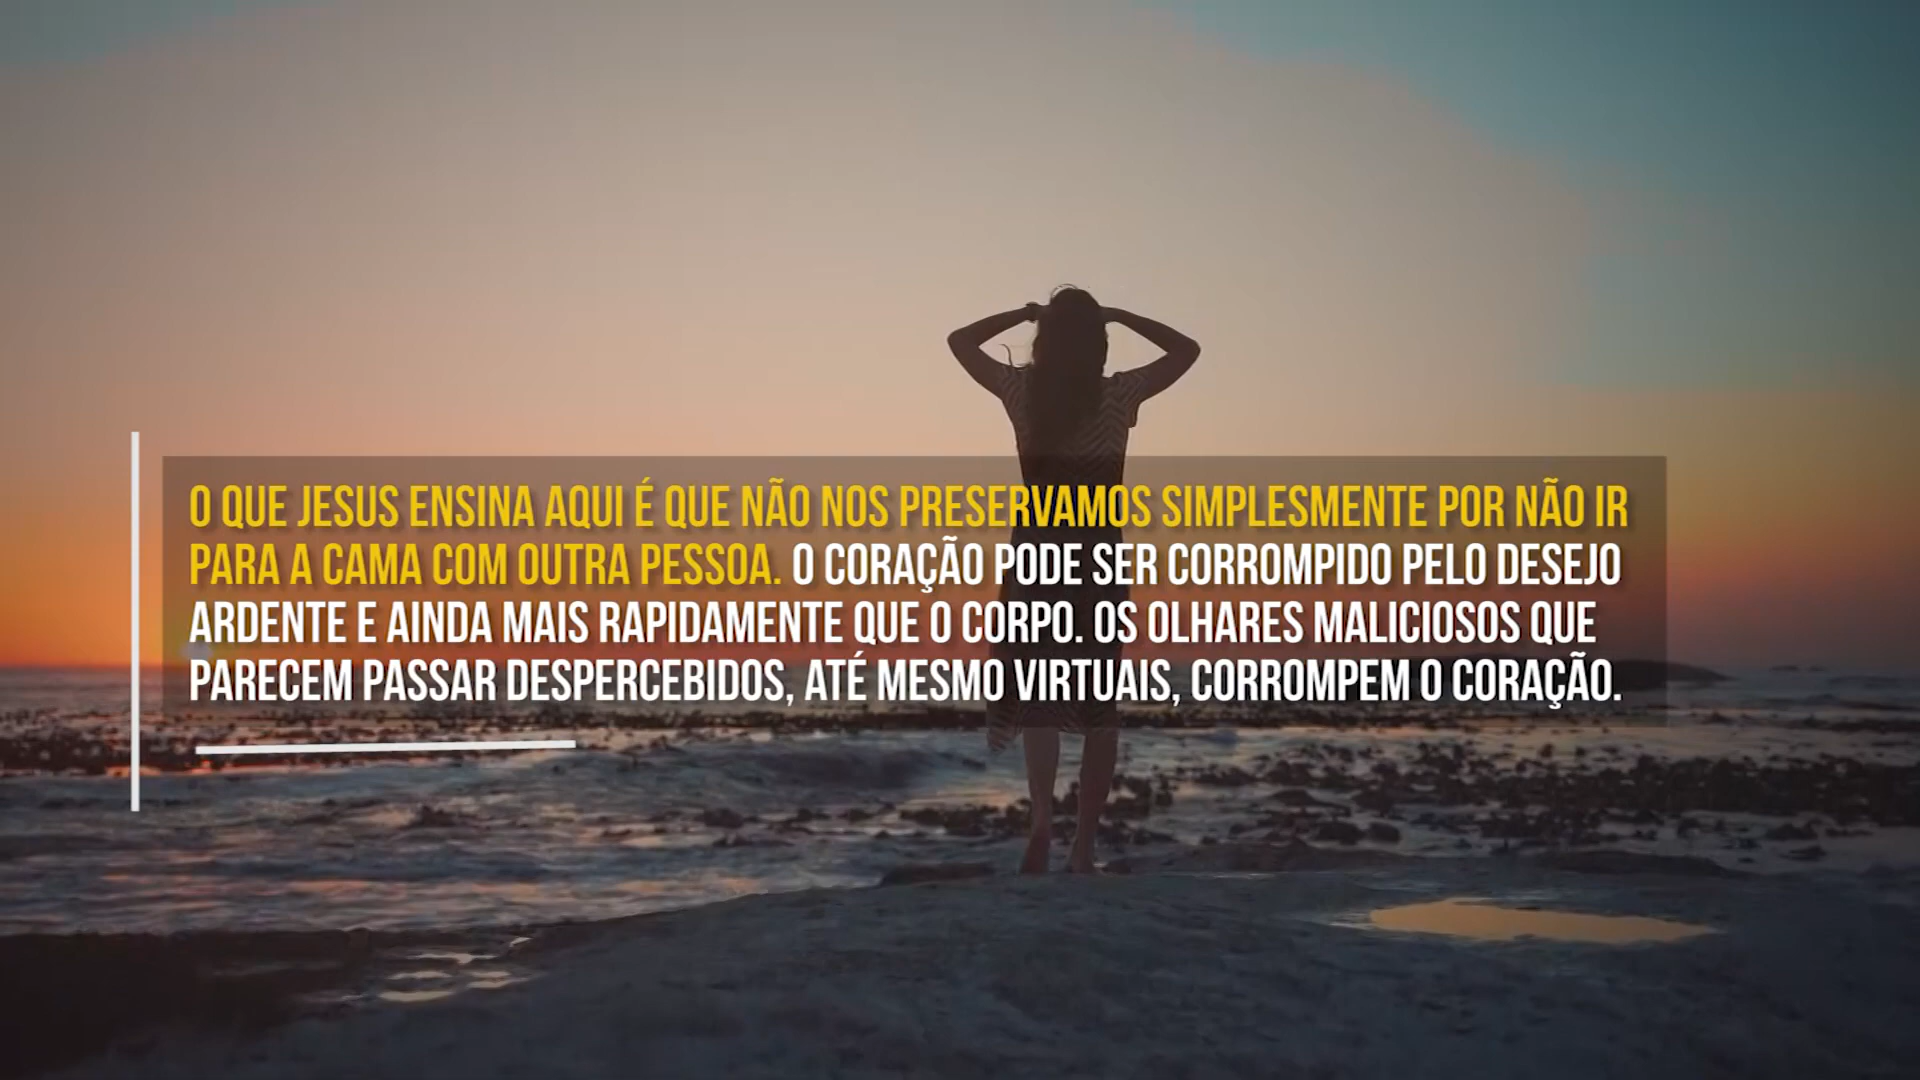 O QUE JESUS ENSINA AQUI É QUE NÃO NOS PRESERVAMOS SIMPLESMENTE POR NÃO IR
PARA A CAMA COM OUTRA PESSOA. O CORAÇÃO PODE SER CORROMPIDO PELO DESEJO
ARDENTE E AINDA MAIS RAPIDAMENTE QUE O CORPO. OS OLHARES MALICIOSOS QUE
PARECEM PASSAR DESPERCEBIDOS, ATÉ MESMO VIRTUAIS, CORROMPEM O CORAÇÃO.